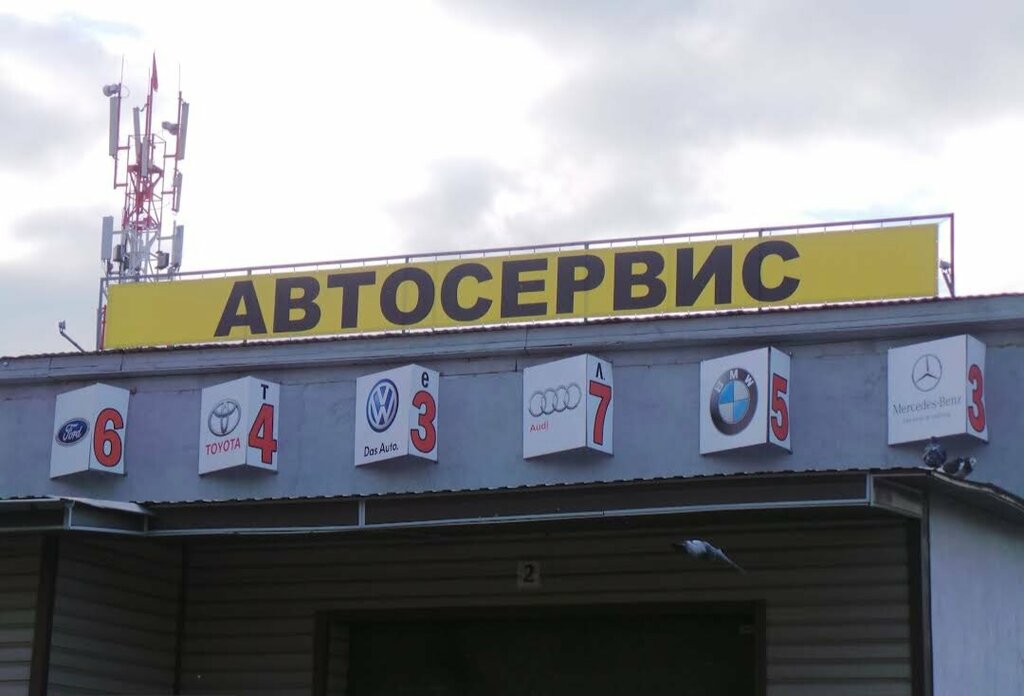 АВТОСЕРВИС
Ford
6
TOYOTA
т
4
Das Auto.
е
3
Audi
л
7
BMW
5
Mercedes-Benz
3
2